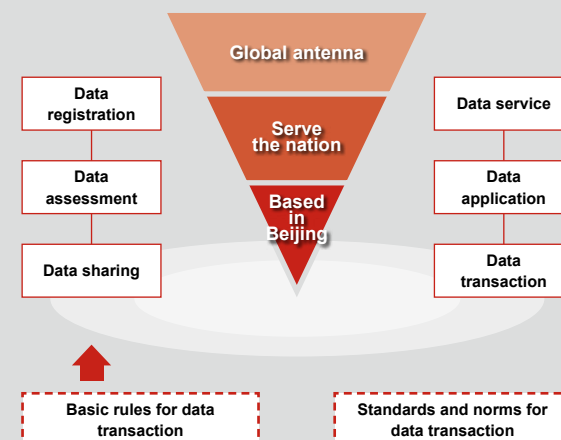 Global antenna
Serve
the nation
Based
in
Beijing
Data
registration
Data
assessment
Data sharing
Data service
Data
application
Data
transaction
Basic rules for data
transaction
Standards and norms for
data transaction